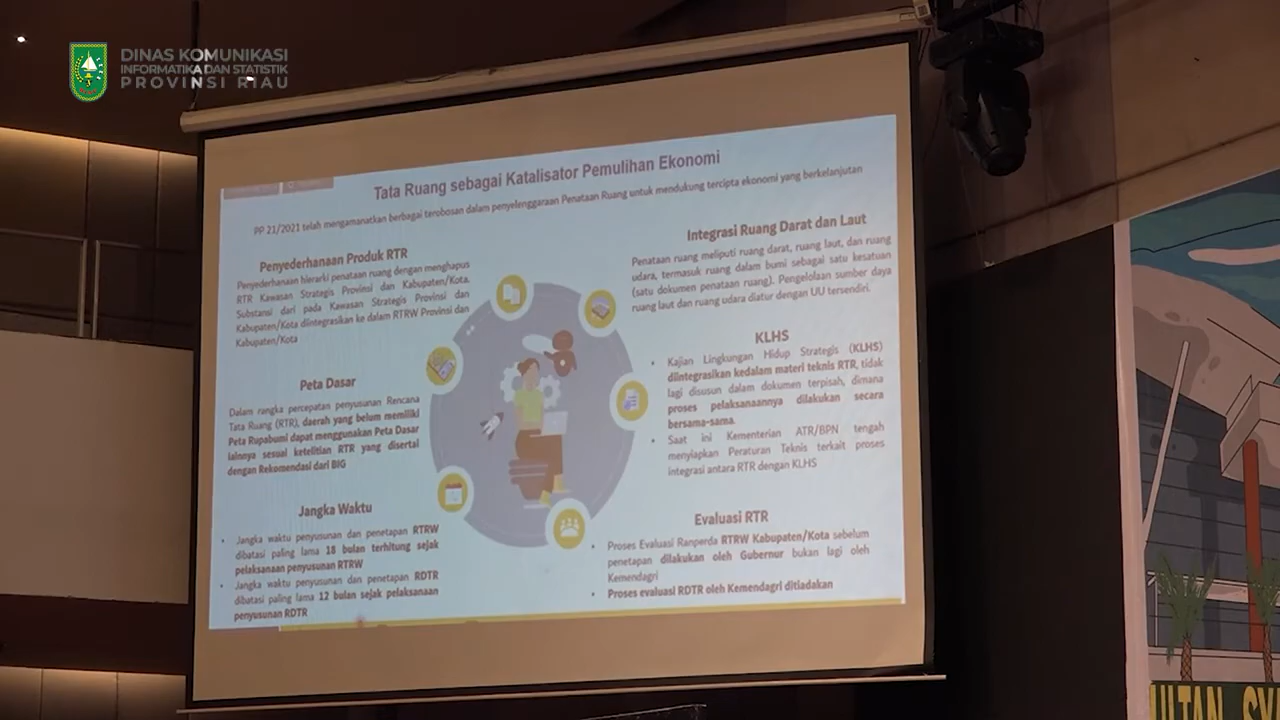 DINAS KOMUNIKASI
INFORMATIKA DAN STATISTIK
PROVINSI RIAU
Tata Ruang sebagai Katalisator Pemulihan Ekonomi
PP 21/2021 telah mengamanatkan berbagai terobosan dalam penyelenggaraan Penataan Ruang untuk mendukung tercipta ekonomi yang berkelanjutan
Penyederhanaan Produk RTR
Penyederhanaan hierarki penataan ruang dengan menghapus
RTR Kawasan Strategis Provinsi dan Kabupaten/Kota.
Substansi dari pada Kawasan Strategis Provinsi dan
Kabupaten/Kota diintegrasikan ke dalam RTRW Provinsi dan
Kabupaten/Kota
Peta Dasar
Dalam rangka percepatan penyusunan Rencana
Tata Ruang (RTR), daerah yang belum memiliki
Peta Rupabumi dapat menggunakan Peta Dasar
lainnya sesuai ketelitian RTR yang disertai
dengan Rekomendasi dari BIG
Jangka Waktu
• Jangka waktu penyusunan dan penetapan RTRW
dibatasi paling lama 18 bulan terhitung sejak
pelaksanaan penyusunan RTRW
• Jangka waktu penyusunan dan penetapan RDTR
dibatasi paling lama 12 bulan sejak pelaksanaan
penyusunan RDTR
Integrasi Ruang Darat dan Laut
Penataan ruang meliputi ruang darat, ruang laut, dan ruang
udara, termasuk ruang dalam bumi sebagai satu kesatuan
(satu dokumen penataan ruang). Pengelolaan sumber daya
ruang laut dan ruang udara diatur dengan UU tersendiri.
KLHS
• Kajian Lingkungan Hidup Strategis (KLHS)
diintegrasikan kedalam materi teknis RTR, tidak
lagi disusun dalam dokumen terpisah, dimana
proses pelaksanaannya dilakukan secara
bersama-sama.
• Saat ini Kementerian ATR/BPN tengah
menyiapkan Peraturan Teknis terkait proses
integrasi antara RTR dengan KLHS
Evaluasi RTR
• Proses Evaluasi Ranperda RTRW Kabupaten/Kota sebelum
penetapan dilakukan oleh Gubernur bukan lagi oleh
Kemendagri
• Proses evaluasi RDTR oleh Kemendagri ditiadakan
ULTAN SY